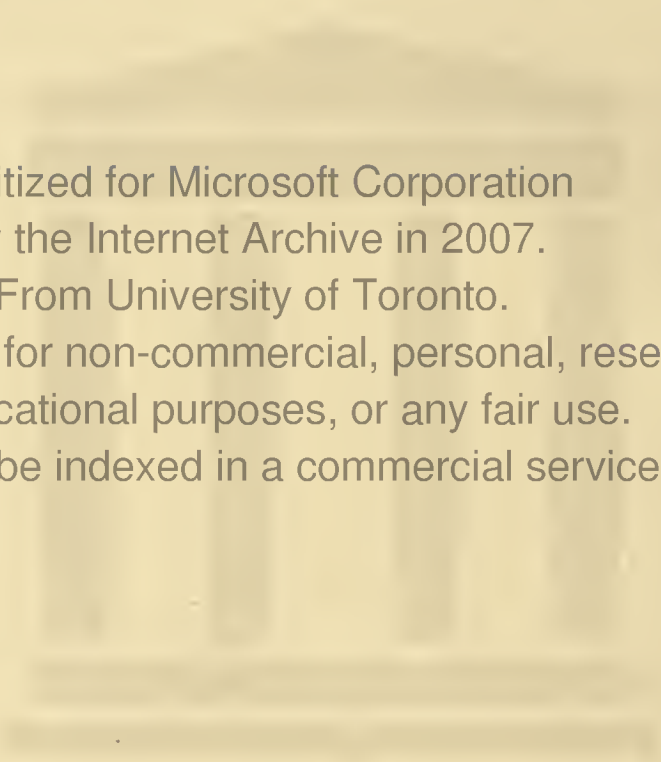 tized for Microsoft Corporation
the Internet Archive in 2007.
From University of Toronto.
for non-commercial, personal, rese
cational purposes, or any fair use.
be indexed in a commercial service